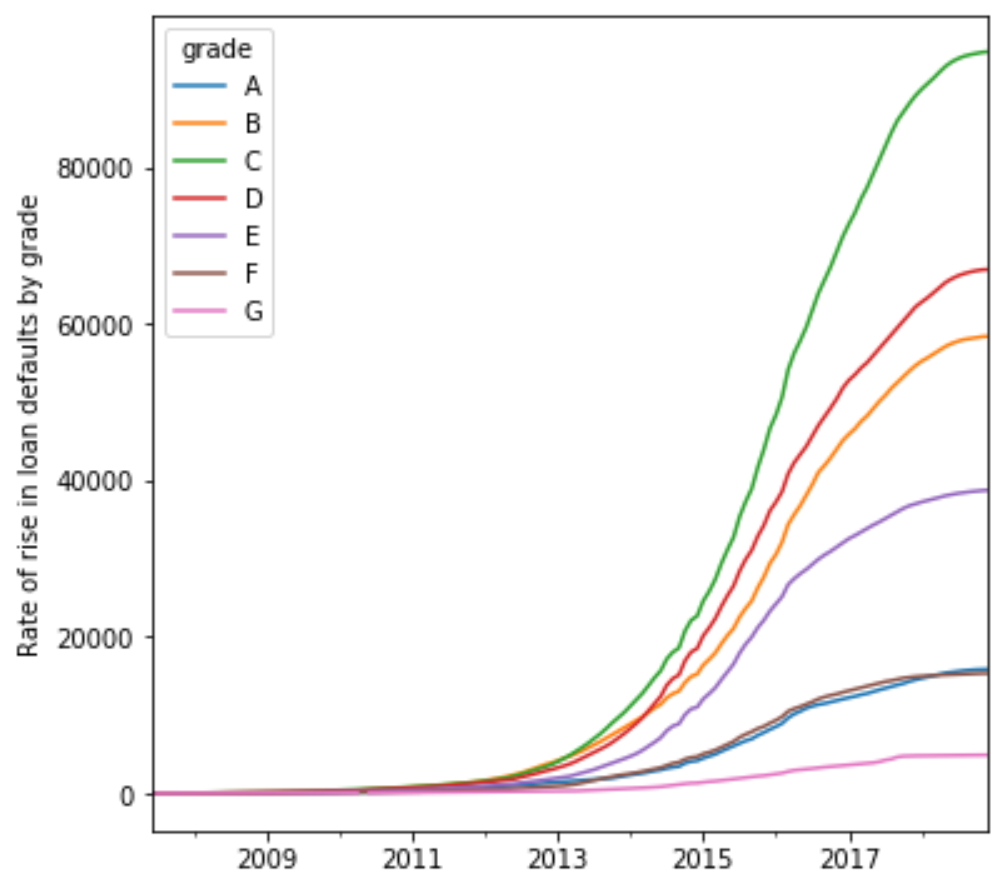 grade
A
B
C
D
E
F
G
Rate of rise in loan defaults by grade
80000
60000
40000
20000
0
2009
2011
2013
2015
2017